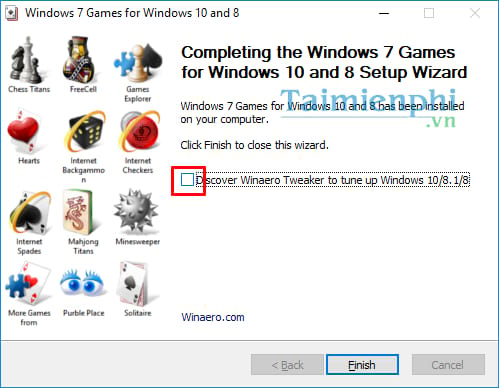 Windows 7 Games for Windows 10 and 8
Chess Titans
FreeCell
Games
Explorer
Hearts
Internet
Backgammo
n
Internet
Checkers
Internet
Spades
Mahjong
Titans
Minesweeper
More Games
from
Purble Place
Solitaire
Completing the Windows 7 Games
for Windows 10 and 8 Setup Wizard
Windows 7 Games for Windows 10 and 8 has been installed
on your computer.
Taimienphi
.vn
Click Finish to close this wizard.
Discover Winaero Tweaker to tune up Windows 10/8.1/8
Winaero.com
< Back
Finish
Cancel